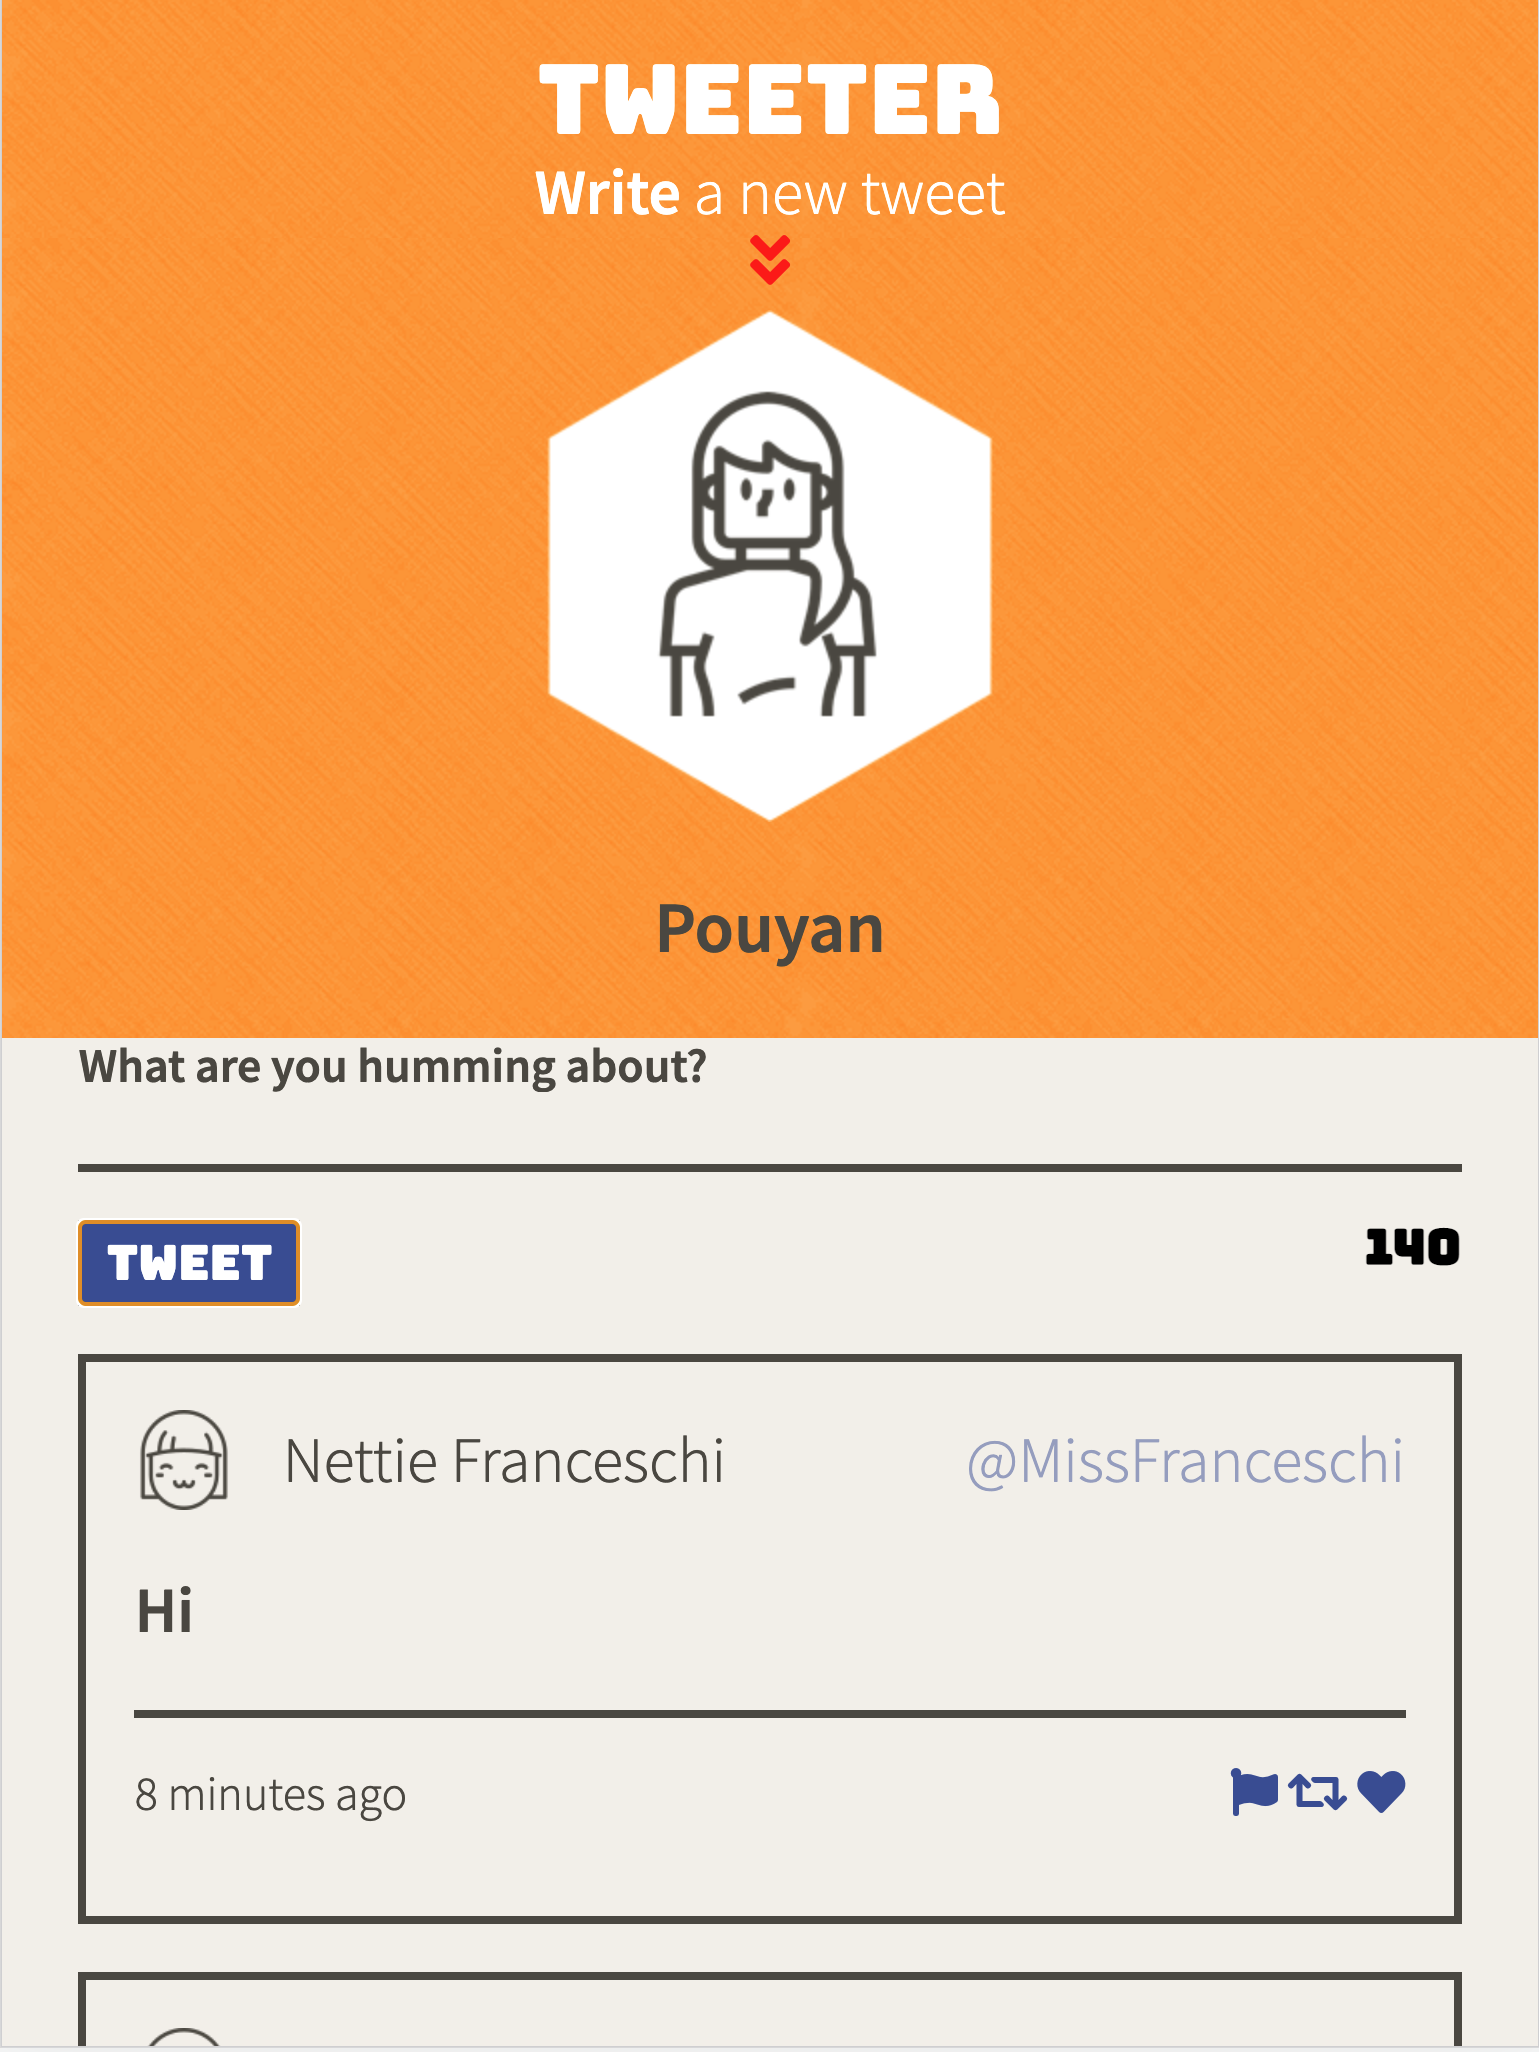 TWEETER
Write a new tweet
Pouyan
What are you humming about?
TWEET
140
Nettie Franceschi
@MissFranceschi
Hi
8 minutes ago